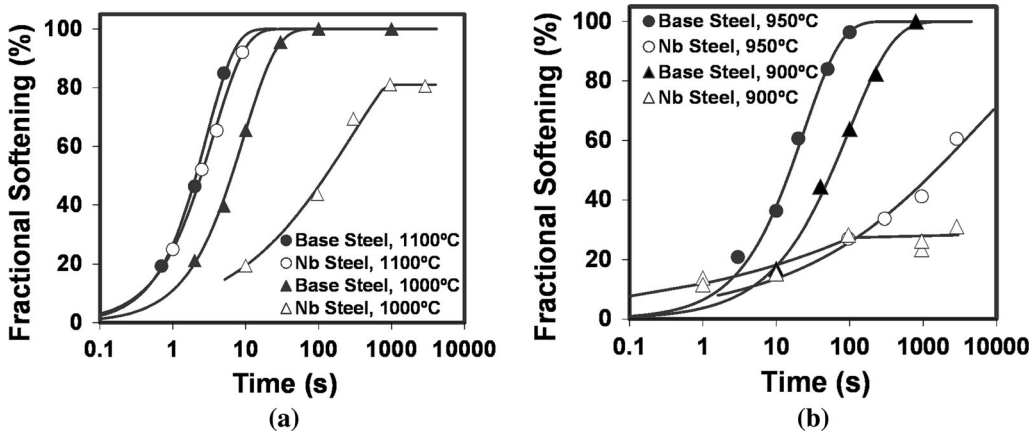 Fractional Softening (%)
100
80
60
40
20
0
Base Steel, 1100ºC
Nb Steel, 1100ºC
Base Steel, 1000ºC
Nb Steel, 1000ºC
0.1 1 10 100 1000 10000
Time (s)
(a)
Fractional Softening (%)
100
80
60
40
20
0
Base Steel, 950ºC
Nb Steel, 950ºC
Base Steel, 900ºC
Nb Steel, 900ºC
0.1 1 10 100 1000 10000
Time (s)
(b)